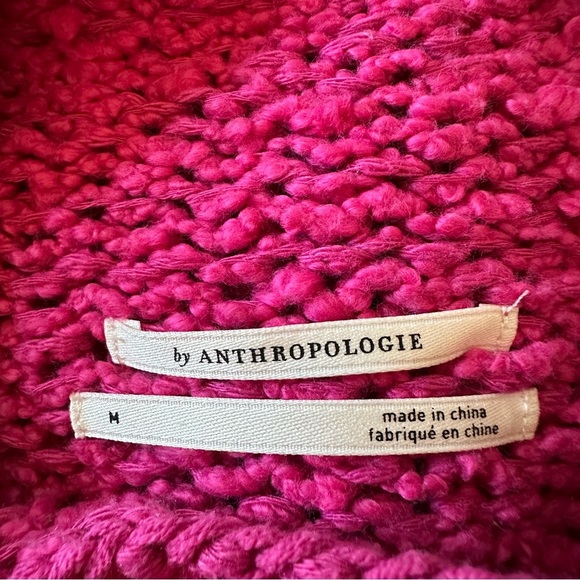 by ANTHROPOLOGIE
M
made in china
fabriqué en chine